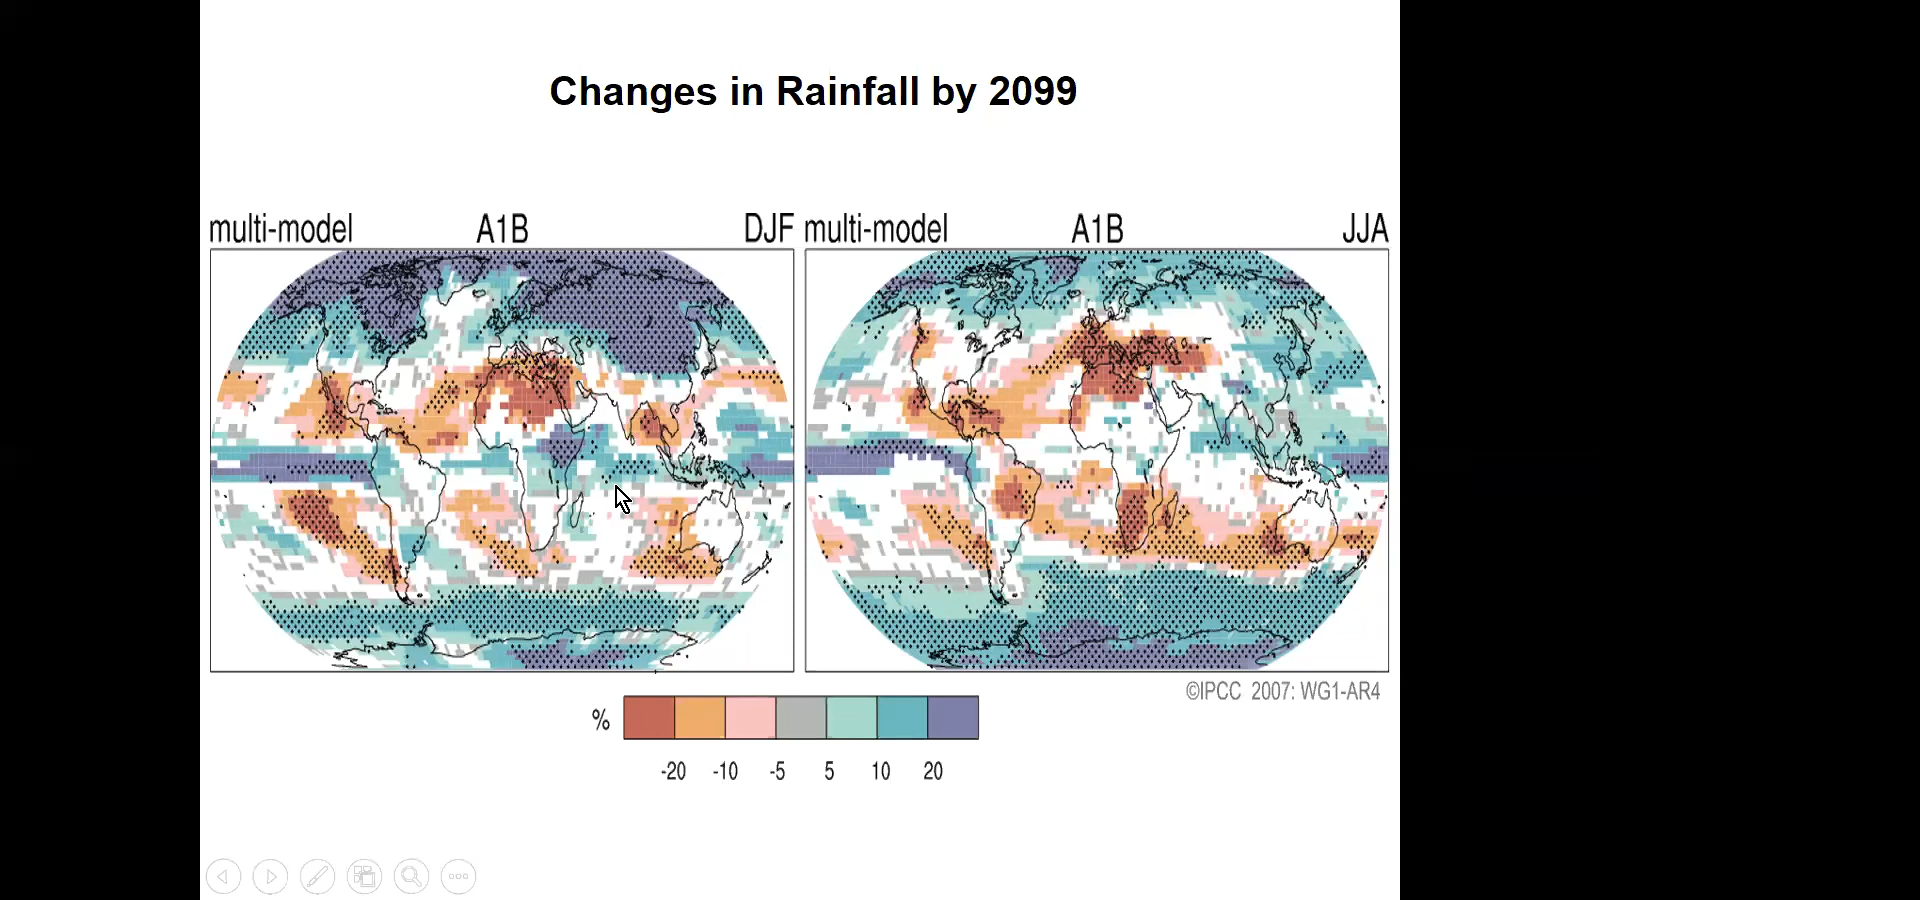 Changes in Rainfall by 2099
multi-model A1B DJF
multi-model A1B JJA
©IPCC 2007: WG1-AR4
%
-20 -10 -5 5 10 20